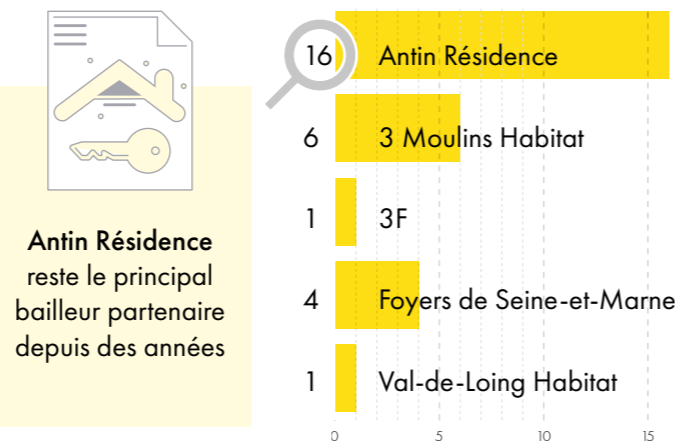 Antin Résidence
reste le principal
bailleur partenaire
depuis des années
16 Antin Résidence
6 3 Moulins Habitat
1 3F
4 Foyers de Seine-et-Marne
1 Val-de-Loing Habitat
0 5 10 15